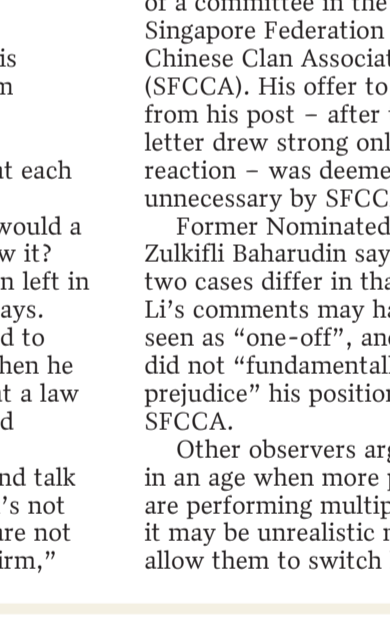 is
m
t each
would a
w it?
n left in
ays.
d to
hen he
t a law
d
nd talk
’s not
are not
irm,”
of a committee in the
Singapore Federation
Chinese Clan Associat
(SFCCA). His offer to
from his post – after
letter drew strong onl
reaction – was deeme
unnecessary by SFCC
Former Nominated
Zulkifli Baharudin say
two cases differ in tha
Li’s comments may ha
seen as “one-off”, an
did not “fundamentall
prejudice” his position
SFCCA.
Other observers arg
in an age when more p
are performing multip
it may be unrealistic n
allow them to switch